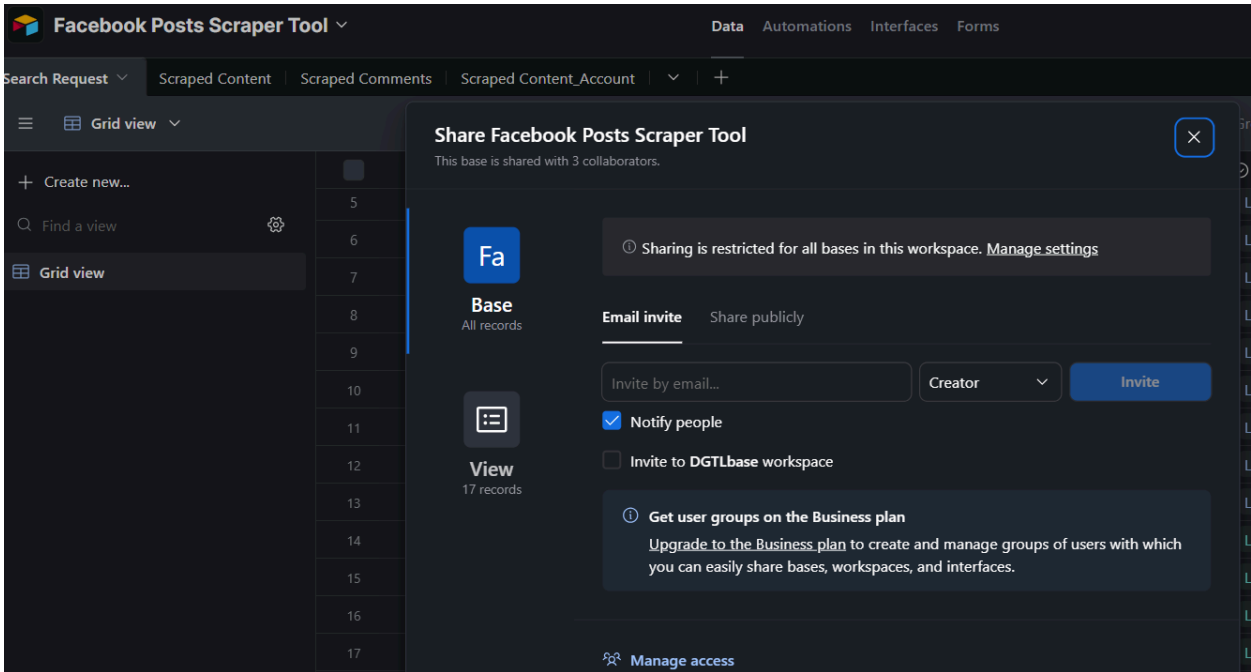 Facebook Posts Scraper Tool
Data Automations Interfaces Forms
Search Request Scraped Content Scraped Comments Scraped Content_Account
Grid view
Create new...
Find a view
Grid view
5
6
7
8
9
10
11
12
13
14
15
16
17
Share Facebook Posts Scraper Tool
This base is shared with 3 collaborators.
Fa
Base
All records
View
17 records
Sharing is restricted for all bases in this workspace. Manage settings
Email invite Share publicly
Invite by email... Creator Invite
Notify people
Invite to DGTLbase workspace
Get user groups on the Business plan
Upgrade to the Business plan to create and manage groups of users with which
you can easily share bases, workspaces, and interfaces.
Manage access